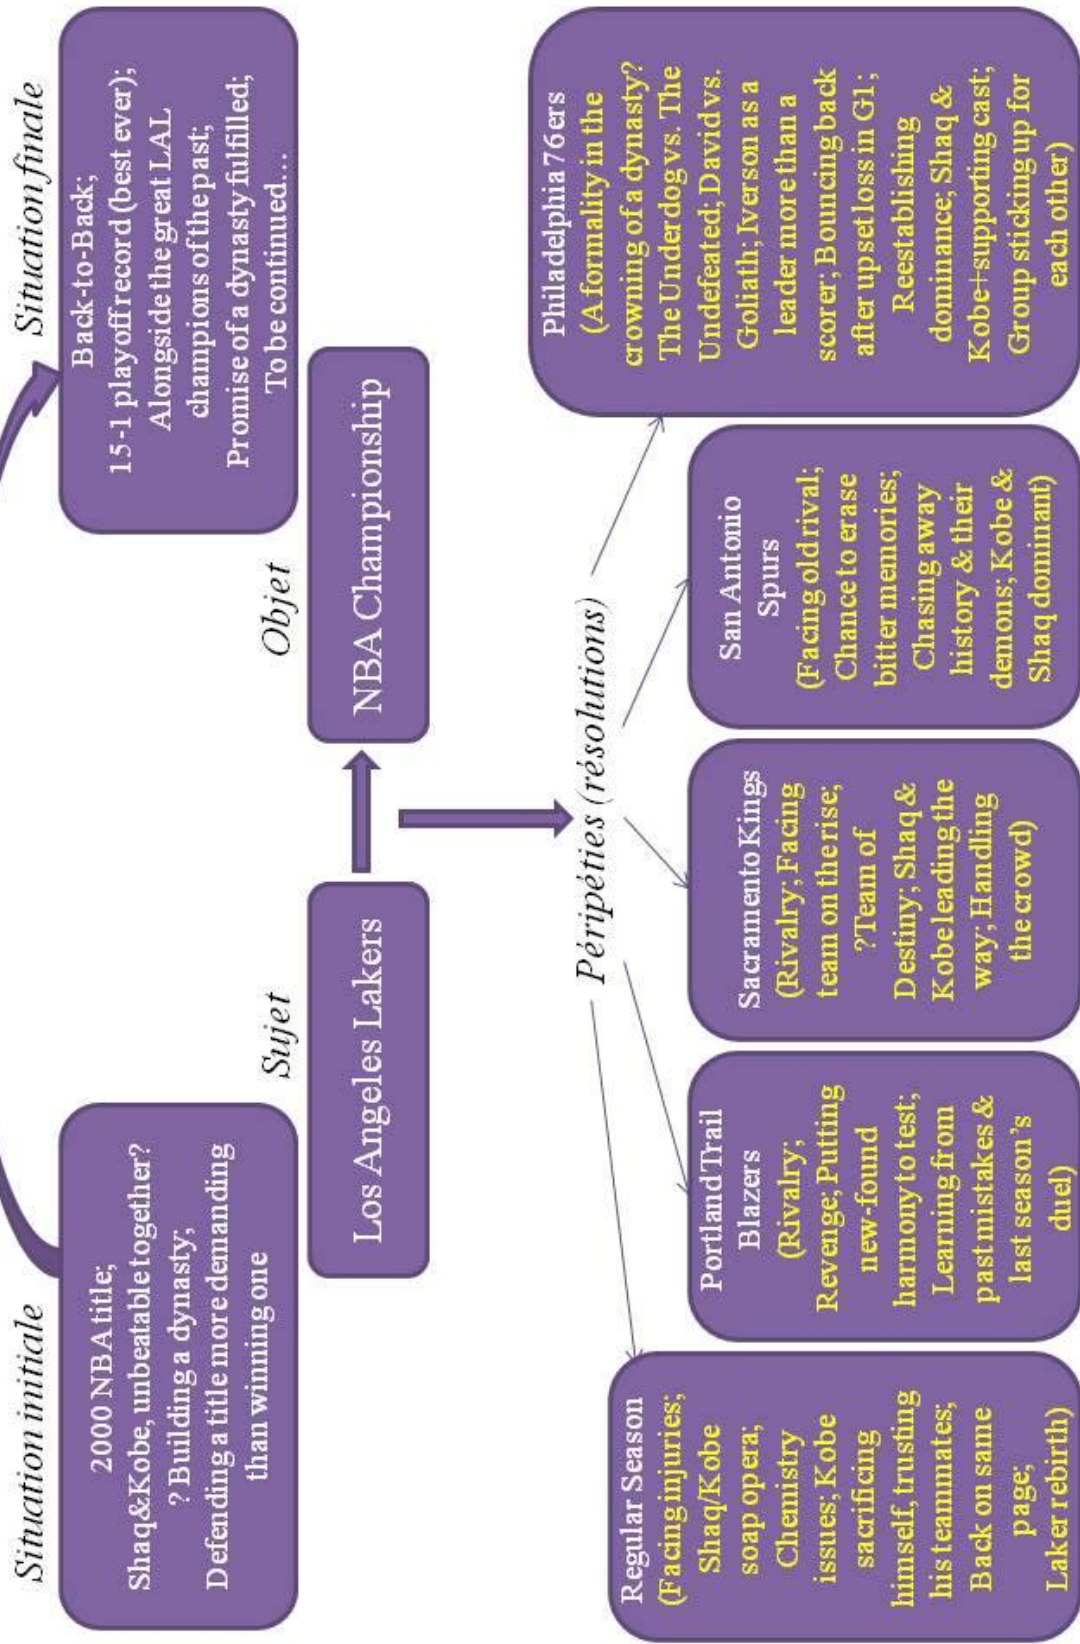 Situation initiale
2000 NBA title;
Shaq&Kobe, unbeatable together?
? Building a dynasty;
Defending a title more demanding
than winning one
Situation finale
Back-to-Back;
15-1 playoff record (best ever);
Alongside the great LAL
champions of the past;
Promise of a dynasty fulfilled;
To be continued…
Sujet
Los Angeles Lakers
Objet
NBA Championship
Péripéties (résolutions)
Regular Season
(Facing injuries;
Shaq/Kobe
soap opera;
Chemistry
issues; Kobe
sacrificing
himself, trusting
his teammates;
Back on same
page;
Laker rebirth)
Portland Trail
Blazers
(Rivalry;
Revenge; Putting
new-found
harmony to test;
Learning from
past mistakes &
last season's
duel)
Sacramento Kings
(Rivalry; Facing
team on the rise;
?Team of
Destiny; Shaq &
Kobe leading the
way; Handling
the crowd)
San Antonio
Spurs
(Facing old rival;
Chance to erase
bitter memories;
Chasing away
history & their
demons; Kobe &
Shaq dominant)
Philadelphia 76ers
(A formality in the
crowning of a dynasty?
The Underdog vs. The
Undefeated; David vs.
Goliath; Iverson as a
leader more than a
scorer; Bouncing back
after upset loss in G1;
Reestablishing
dominance; Shaq &
Kobe+supporting cast;
Group sticking up for
each other)